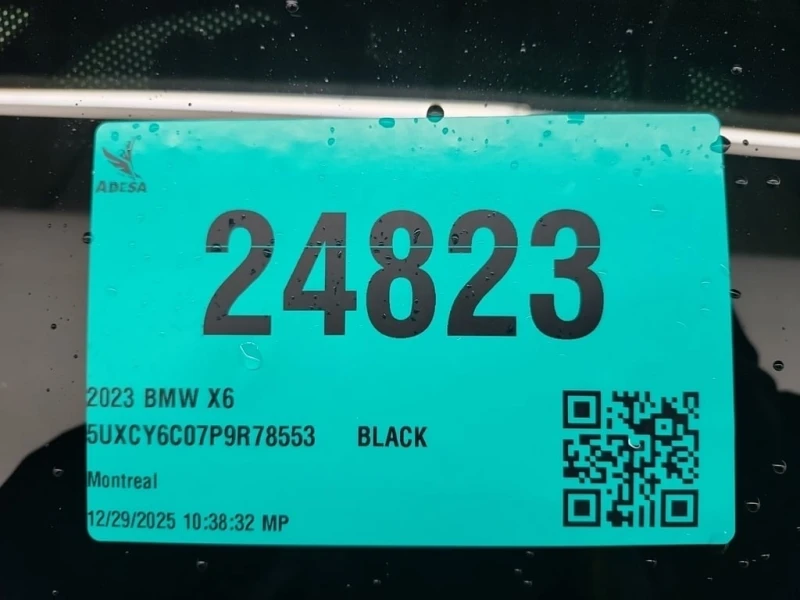 ADESA
24823
2023 BMW X6
5UXCY6C07P9R78553 BLACK
Montreal
12/29/2025 10:38:32 MP